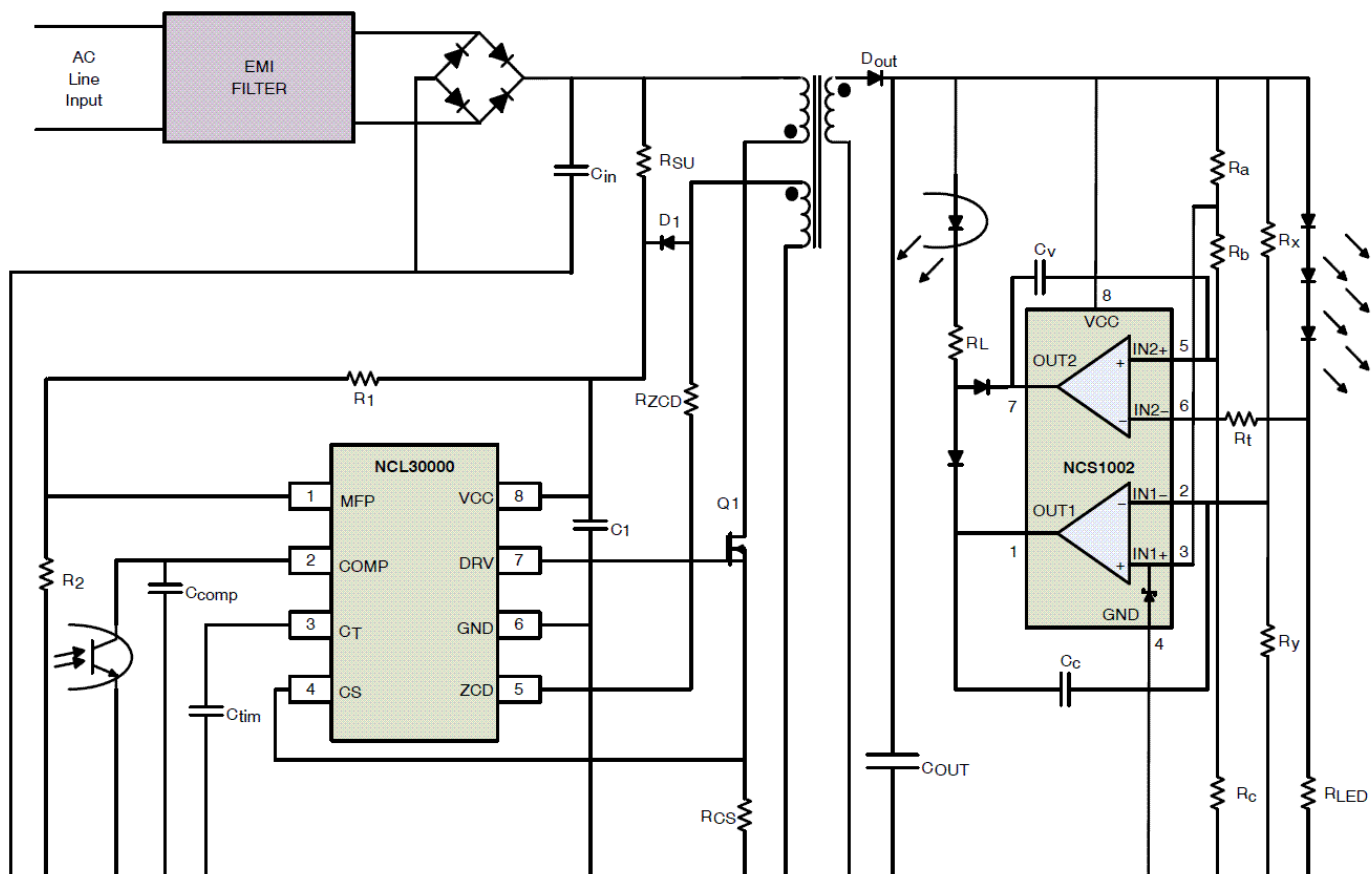 AC
Line
Input
EMI
FILTER
Cin
RSU
D1
Dout
Ra
Rb
Rx
Cv
8
VCC
RL
OUT2
IN2+
5
+
7
IN2−
6
−
Rt
R1
RZCD
NCS1002
NCL30000
1
MFP
VCC
8
Q1
OUT1
IN1−
2
−
C1
1
IN1+
3
+
R2
2
COMP
DRV
7
Ccomp
GND
4
3
CT
GND
6
Ry
4
CS
ZCD
5
Cc
Ctim
COUT
RCS
Rc
RLED